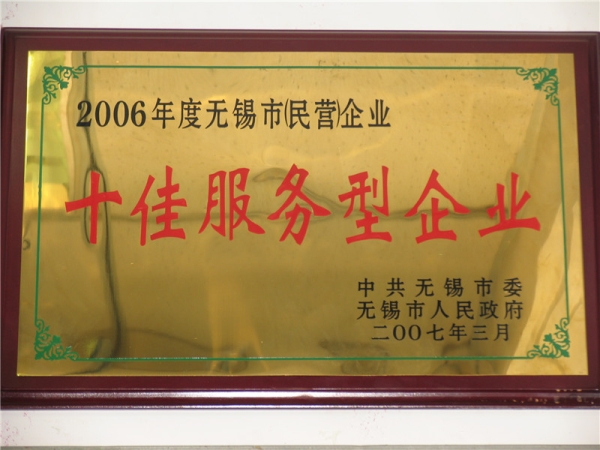 2006年度无锡市(民营)企业
十佳服务型企业
中共无锡市委
无锡市人民政府
二〇〇七年三月